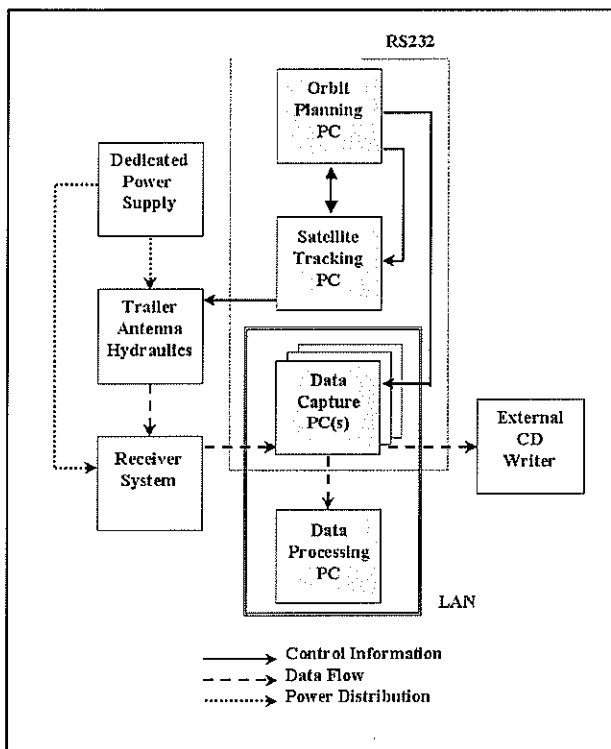 RS232
Orbit
Planning
PC
Dedicated
Power
Supply
Satellite
Tracking
PC
Trailer
Antenna
Hydraulics
Data
Capture
PC(s)
External
CD
Writer
Receiver
System
Data
Processing
PC
LAN
Control Information
Data Flow
Power Distribution